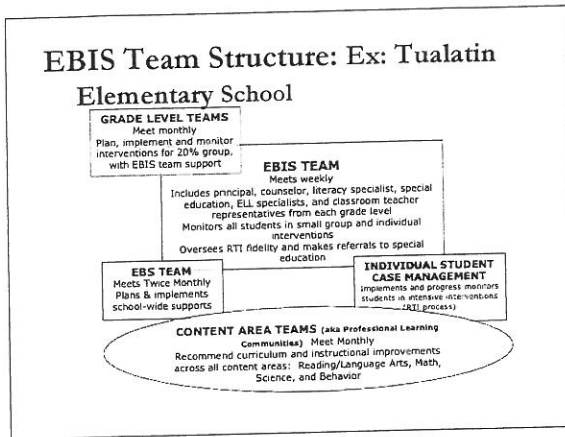 EBIS Team Structure: Ex: Tualatin
Elementary School
GRADE LEVEL TEAMS
Meet monthly
Plan, implement and monitor
interventions for 20% group,
with EBIS team support
EBIS TEAM
Meets weekly
Includes principal, counselor, literacy specialist, special
education, ELL specialists, and classroom teacher
representatives from each grade level
Monitors all students in small group and individual
interventions
Oversees RTI fidelity and makes referrals to special
education
EBS TEAM
Meets Twice Monthly
Plans & implements
school-wide supports
INDIVIDUAL STUDENT
CASE MANAGEMENT
Implements and progress monitors
students in intensive interventions
(RTI process)
CONTENT AREA TEAMS (aka Professional Learning
Communities) Meet Monthly
Recommend curriculum and instructional improvements
across all content areas: Reading/Language Arts, Math,
Science, and Behavior